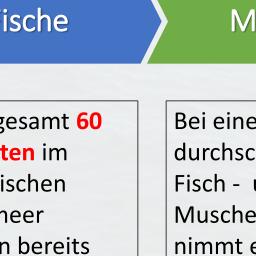 ische
M
gesamt 60
ten im
ischen
neer
n bereits
Bei eine
durchsc
Fisch - u
Musche
nimmt e